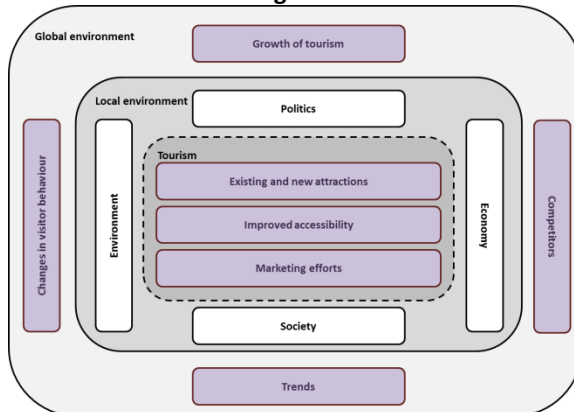 Global environment
Growth of tourism
Local environment
Politics
Tourism
Existing and new attractions
Improved accessibility
Marketing efforts
Changes in visitor behaviour
Environment
Economy
Competitors
Society
Trends